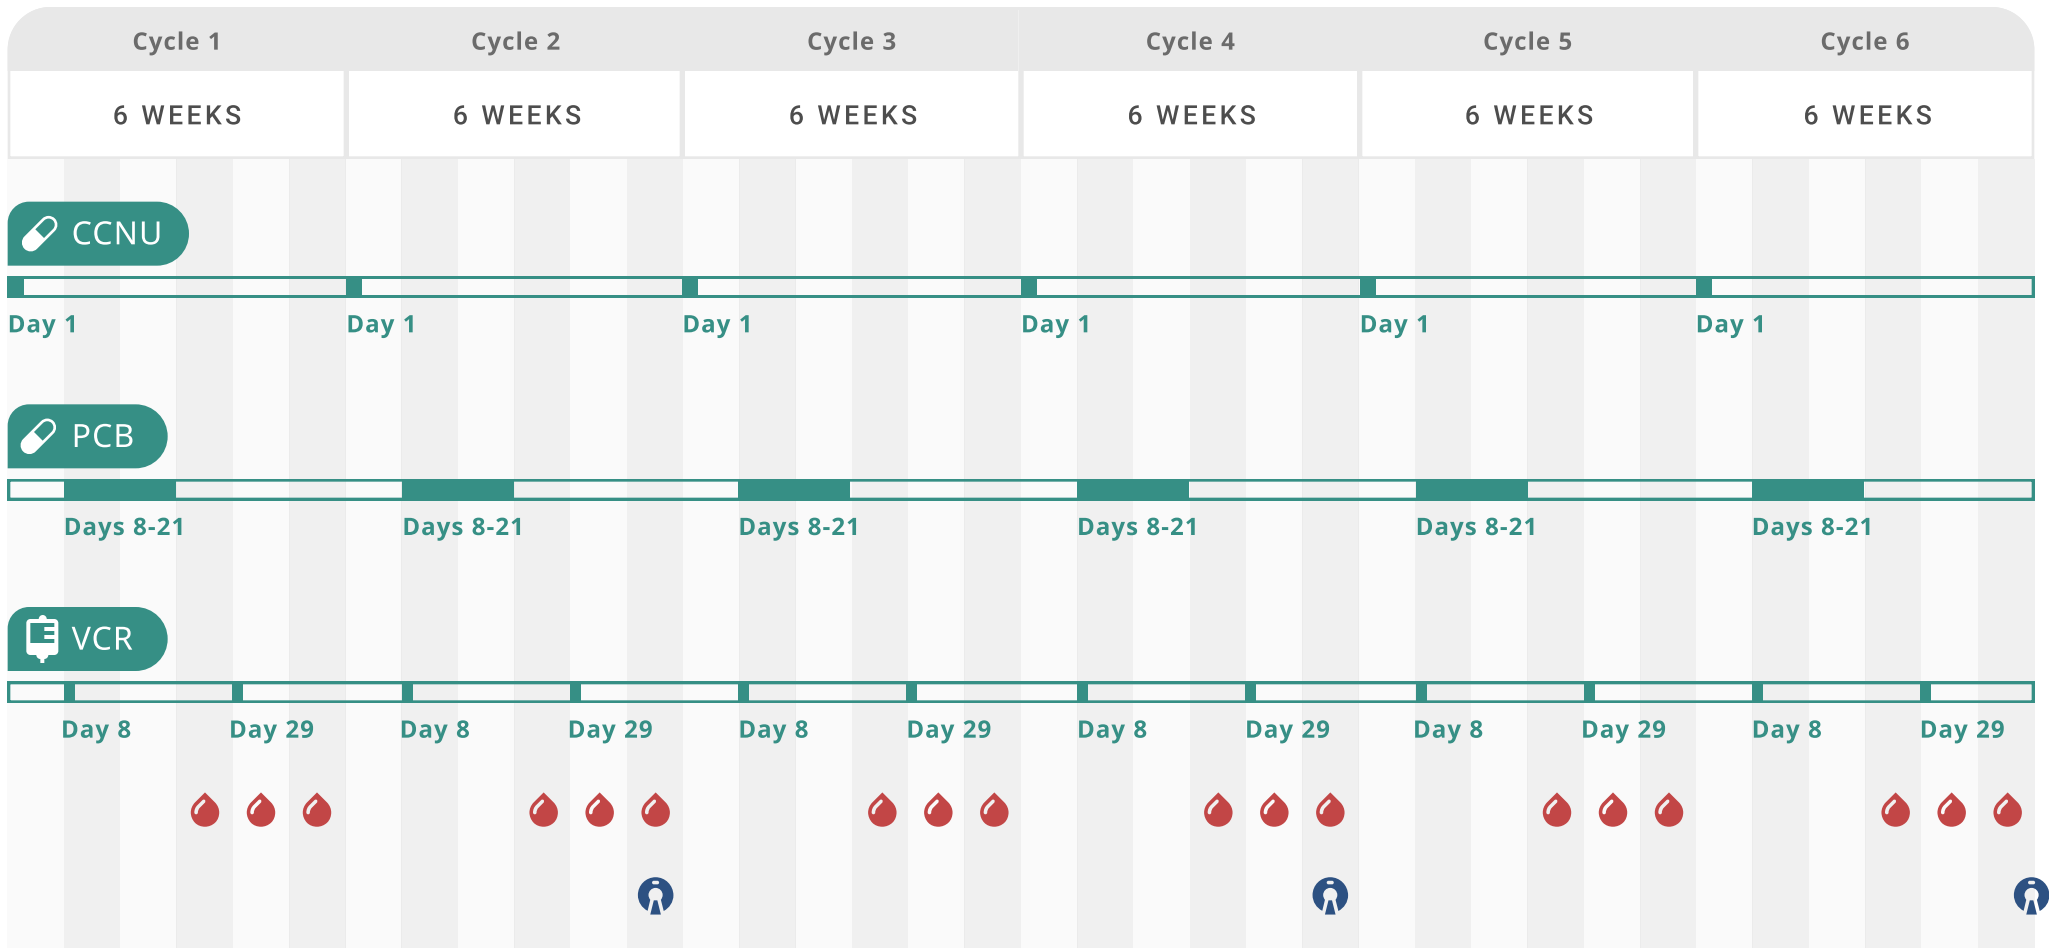 Cycle 1 Cycle 2 Cycle 3 Cycle 4 Cycle 5 Cycle 6
6 WEEKS 6 WEEKS 6 WEEKS 6 WEEKS 6 WEEKS 6 WEEKS
CCNU
Day 1 Day 1 Day 1 Day 1 Day 1 Day 1
PCB
Days 8-21 Days 8-21 Days 8-21 Days 8-21 Days 8-21 Days 8-21
VCR
Day 8 Day 29 Day 8 Day 29 Day 8 Day 29 Day 8 Day 29 Day 8 Day 29 Day 8 Day 29